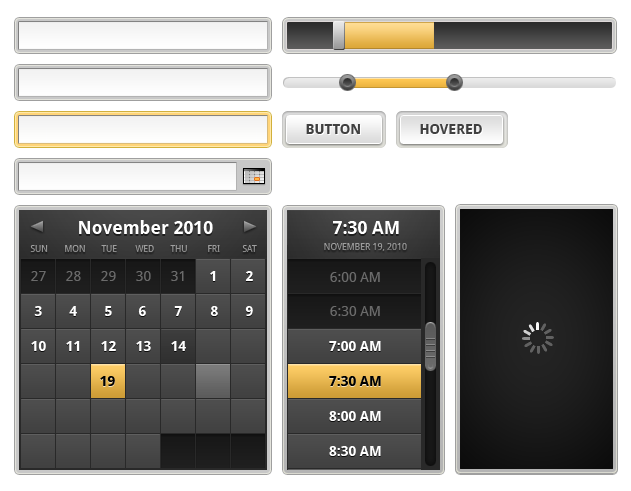 BUTTON
HOVERED
November 2010
SUN MON TUE WED THU FRI SAT
27 28 29 30 31 1 2
3 4 5 6 7 8 9
10 11 12 13 14
19
7:30 AM
NOVEMBER 19, 2010
6:00 AM
6:30 AM
7:00 AM
7:30 AM
8:00 AM
8:30 AM